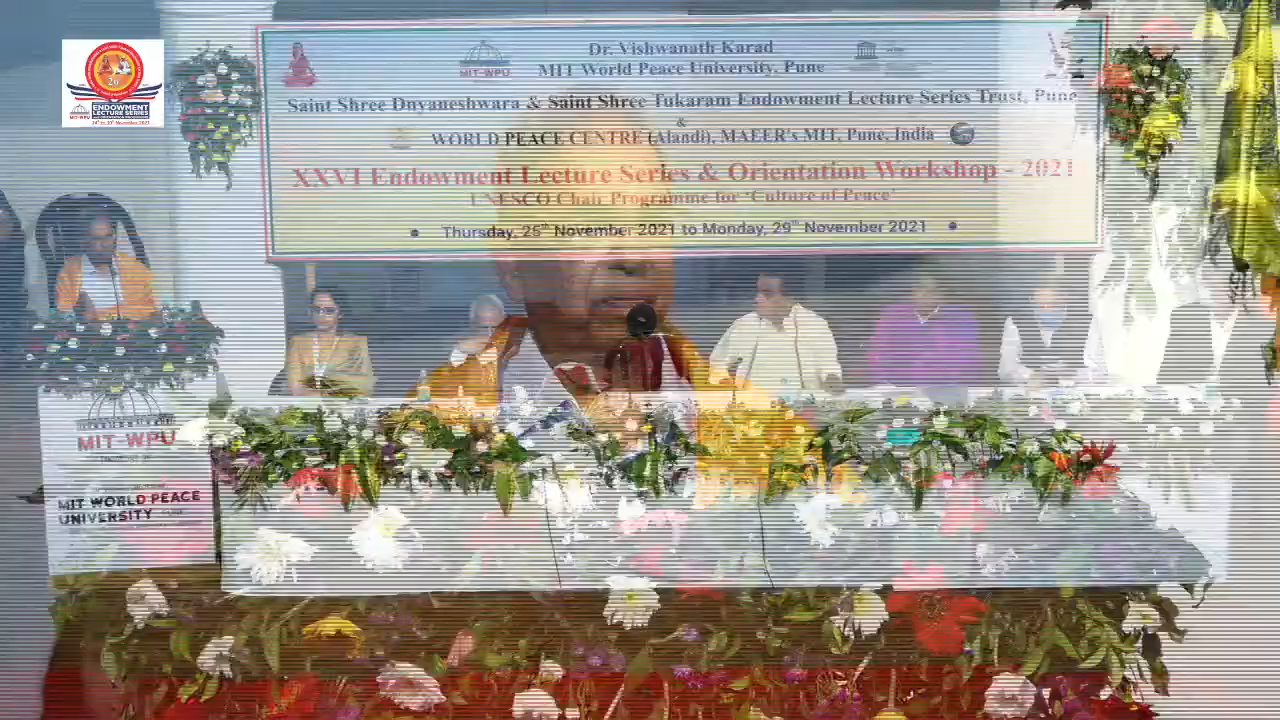 Dr. Vishwanath Karad
MIT World Peace University, Pune
MIT-WPU
Saint Shree Dnyaneshwara & Saint Shree Tukaram Endowment Lecture Series Trust, Pune
&
WORLD PEACE CENTRE (Alandi), MAEER's MIT, Pune, India
XXVI Endowment Lecture Series & Orientation Workshop - 2021
UNESCO Chair Programme for 'Culture of Peace'
Thursday, 25th November 2021 to Monday, 29th November 2021
ENDOWMENT
LECTURE SERIES
MIT-WPU
MIT WORLD PEACE
UNIVERSITY